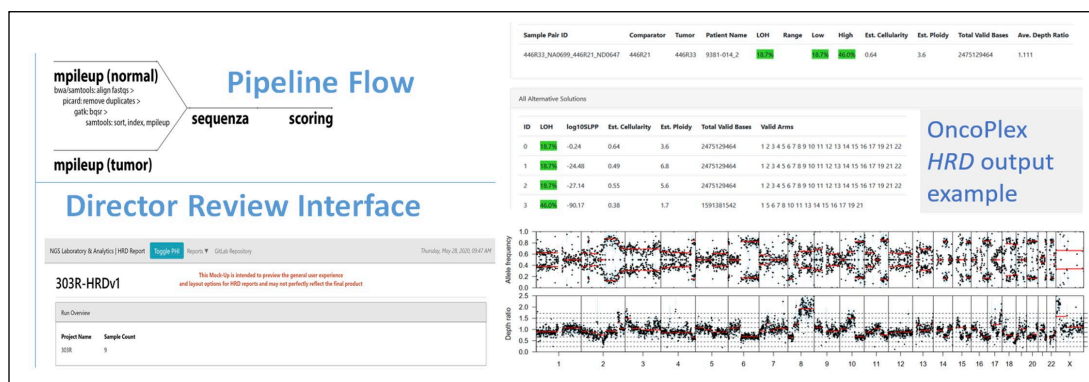 Pipeline Flow
mpileup (normal)
bwa/samtools: align fastqs >
picard: remove duplicates >
gatk: bqsr >
samtools: sort, index, mpileup
sequenza
scoring
mpileup (tumor)
Director Review Interface
NGS Laboratory & Analytics | HRD Report Toggle PHI Reports ▼ GitLab Repository Thursday, May 28, 2020, 09:47 AM
303R-HRDv1
This Mock-Up is intended to preview the general user experience
and layout options for HRD reports and may not perfectly reflect the final product
Run Overview
Project Name Sample Count
303R 9
Sample Pair ID Comparator Tumor Patient Name LOH Range Low High Est. Cellularity Est. Ploidy Total Valid Bases Ave. Depth Ratio
446R33_NA0699_446R21_ND0647 446R21 446R33 9381-014_2 18.7% 18.7% 46.0% 0.64 3.6 2475129464 1.111
All Alternative Solutions
ID LOH log10SLPP Est. Cellularity Est. Ploidy Total Valid Bases Valid Arms
0 18.7% -0.24 0.64 3.6 2475129464 1 2 3 4 5 6 7 8 9 10 11 12 13 14 15 16 17 19 21 22
1 18.7% -24.48 0.49 6.8 2475129464 1 2 3 4 5 6 7 8 9 10 11 12 13 14 15 16 17 19 21 22
2 18.7% -27.14 0.55 5.6 2475129464 1 2 3 4 5 6 7 8 9 10 11 12 13 14 15 16 17 19 21 22
3 46.0% -90.17 0.38 1.7 1591381542 1 5 6 7 8 10 11 12 13 14 15 16 17 19 21
OncoPlex
HRD output
example
Allele frequency
1.0
0.8
0.6
0.4
0.2
0.0
Depth ratio
2.5
2.0
1.5
1.0
0.5
0.0
1 2 3 4 5 6 7 8 9 10 11 12 13 14 15 16 17 18 20 22 X